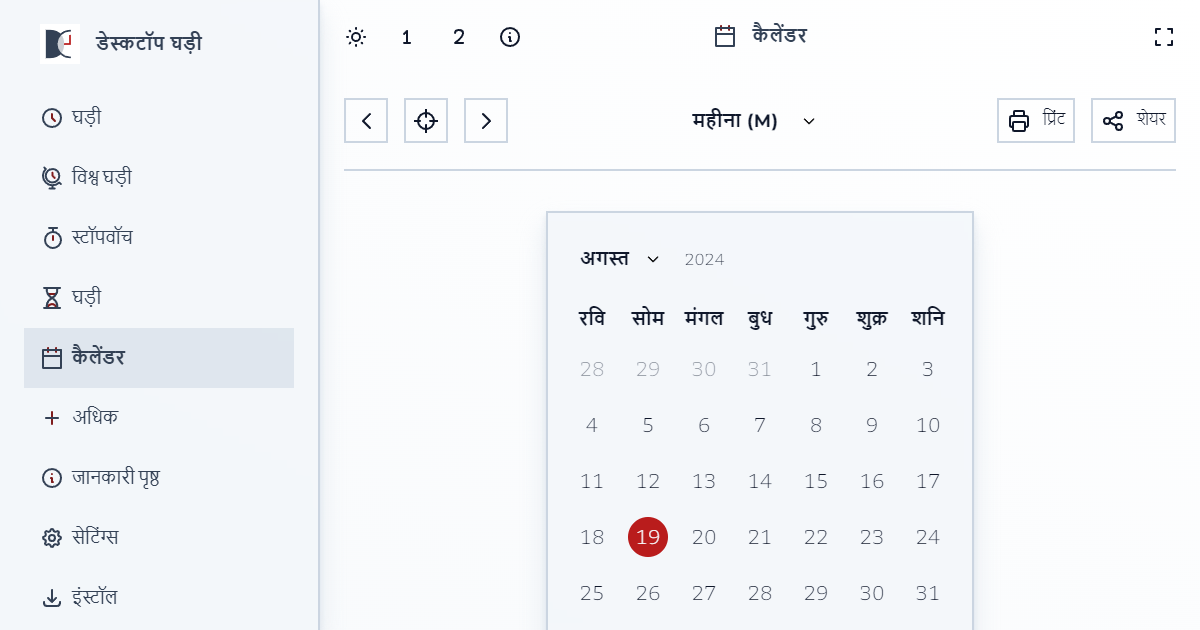 डेस्कटॉप घड़ी
घड़ी
विश्व घड़ी
स्टॉपवॉच
घड़ी
कैलेंडर
अधिक
जानकारी पृष्ठ
सेटिंग्स
इंस्टॉल
1 2 कैलेंडर
महीना (M) प्रिंट शेयर
अगस्त 2024
रवि सोम मंगल बुध गुरु शुक्र शनि
28 29 30 31 1 2 3
4 5 6 7 8 9 10
11 12 13 14 15 16 17
18 19 20 21 22 23 24
25 26 27 28 29 30 31